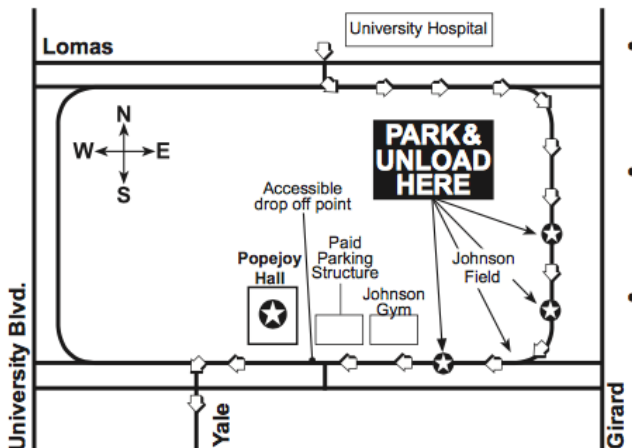 University Hospital
Lomas
N
W E
S
PARK &
UNLOAD
HERE
Accessible
drop off point
Paid
Parking
Structure
Popejoy
Hall
Johnson
Field
Johnson
Gym
University Blvd.
Yale
Girard